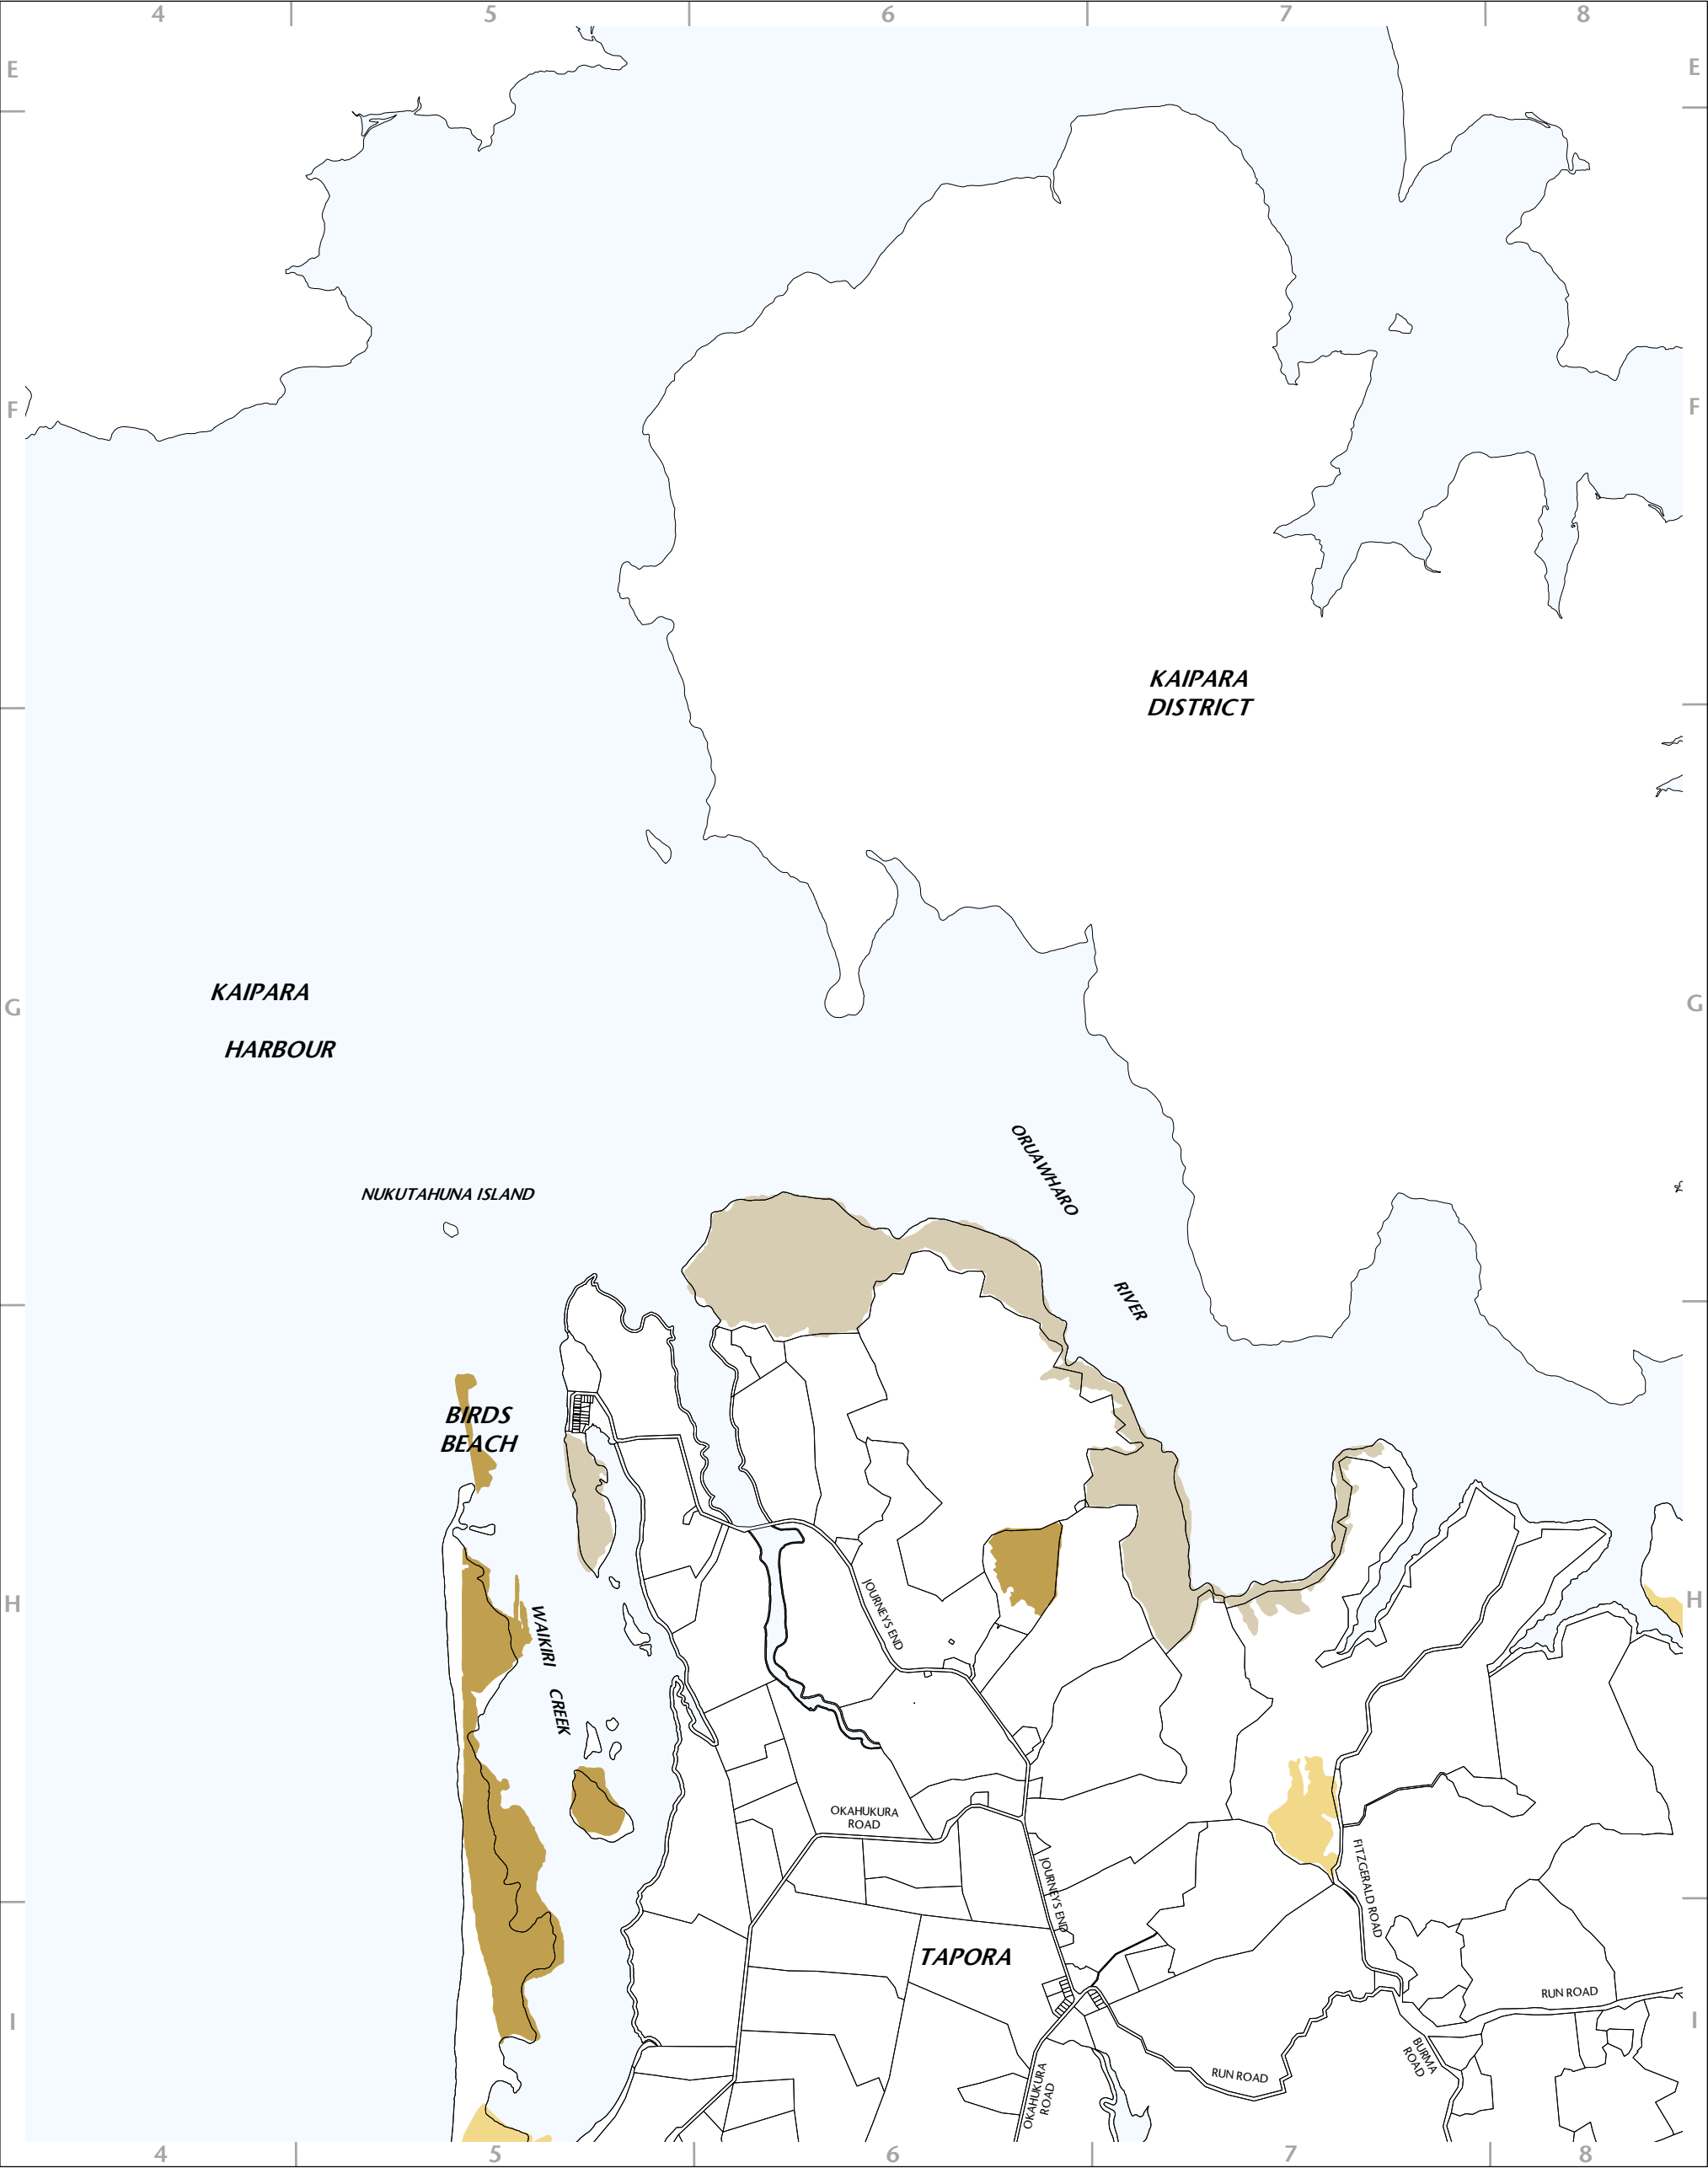 4 5 6 7 8
E E
F F
KAIPARA
DISTRICT
KAIPARA
G G
HARBOUR
ORUAWHARO
NUKUTAHUNA ISLAND
RIVER
BIRDS
BEACH
H H
WAIKIRI
JOURNEYS END
CREEK
OKAHUKURA
ROAD
FITZGERALD ROAD
JOURNEYS END
TAPORA
RUN ROAD
I I
BURMA
ROAD
RUN ROAD
OKAHUKURA
ROAD
4 5 6 7 8